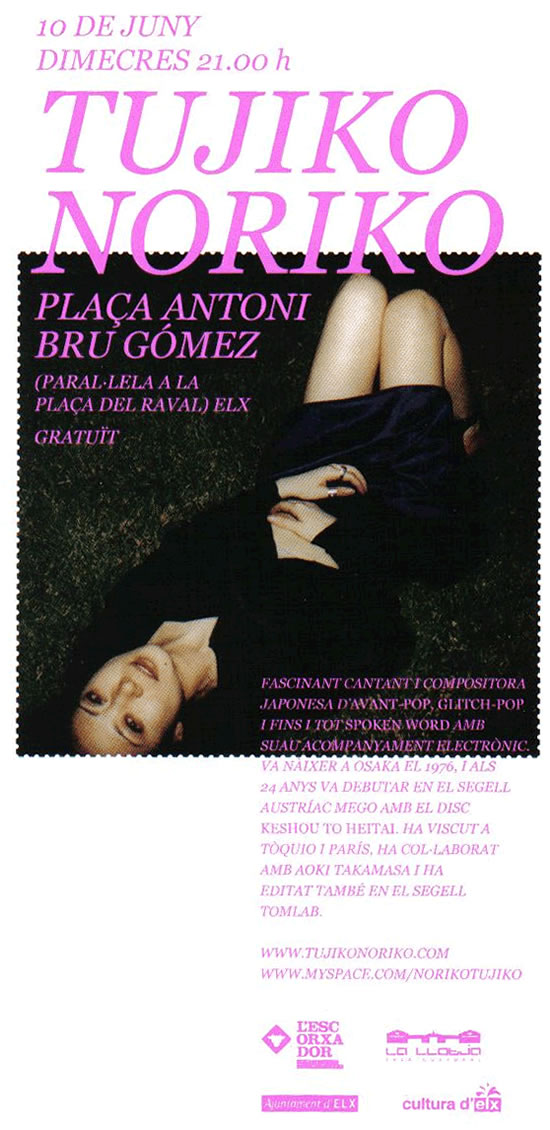 10 DE JUNY
DIMECRES 21.00 h
TUJIKO
NORIKO
PLAÇA ANTONI
BRU GÓMEZ
(PARAL·LELA A LA
PLAÇA DEL RAVAL) ELX
GRATUÏT
FASCINANT CANTANT I COMPOSITORA
JAPONESA D'AVANT-POP, GLITCH-POP
I FINS I TOT SPOKEN WORD AMB
SUAU ACOMPANYAMENT ELECTRÒNIC.
VA NÀIXER A OSAKA EL 1976, I ALS
24 ANYS VA DEBUTAR EN EL SEGELL
AUSTRÍAC MEGO AMB EL DISC
KESHOU TO HEITAI. HA VISCUT A
TÒQUIO I PARÍS, HA COL·LABORAT
AMB AOKI TAKAMASA I HA
EDITAT TAMBÉ EN EL SEGELL
TOMLAB.
WWW.TUJIKONORIKO.COM
WWW.MYSPACE.COM/NORIKOTUJIKO
L'ESC
ORXA
DOR
LA LLOTJA
Ajuntament d'ELX
cultura d'elx